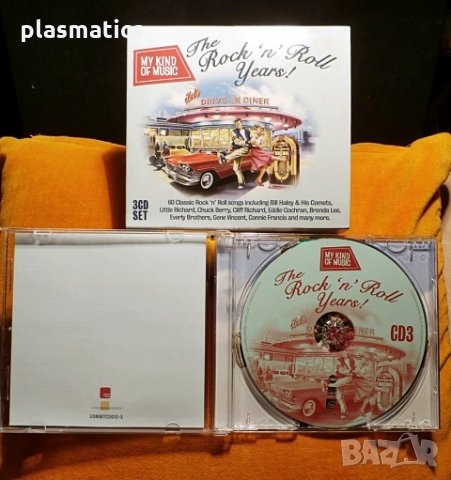 plasmatics
MY KIND
OF MUSIC
The
Rock 'n' Roll
Years!
DRIVE-IN DINER
3CD
SET
60 Classic Rock 'n' Roll songs including Bill Haley & His Comets,
Little Richard, Chuck Berry, Cliff Richard, Eddie Cochran, Brenda Lee,
Everly Brothers, Gene Vincent, Connie Francis and many more.
MY KIND
OF MUSIC
The
Rock 'n' Roll
Years!
DINER
CD3
BAZAR